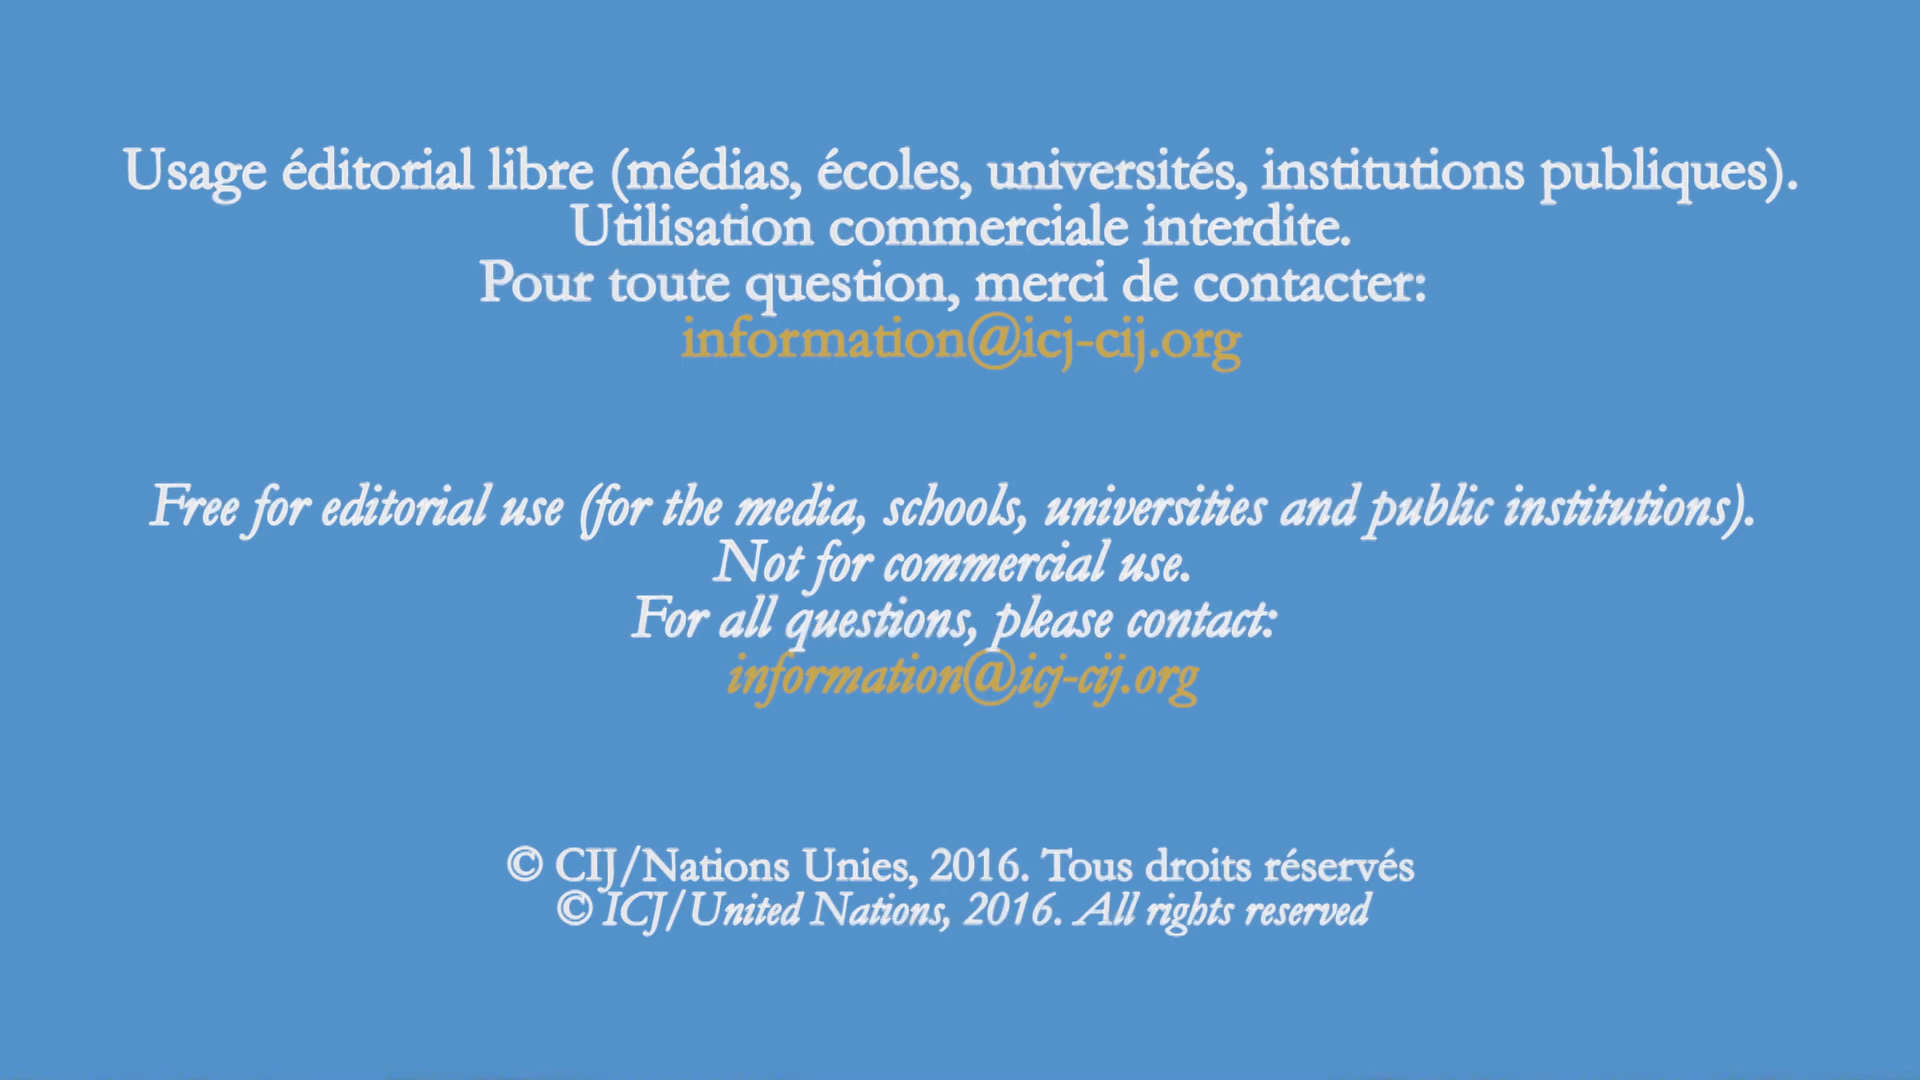 Usage éditorial libre (médias, écoles, universités, institutions publiques).
Utilisation commerciale interdite.
Pour toute question, merci de contacter:
information@icj-cij.org
Free for editorial use (for the media, schools, universities and public institutions).
Not for commercial use.
For all questions, please contact:
information@icj-cij.org
© CIJ/Nations Unies, 2016. Tous droits réservés
© ICJ/United Nations, 2016. All rights reserved